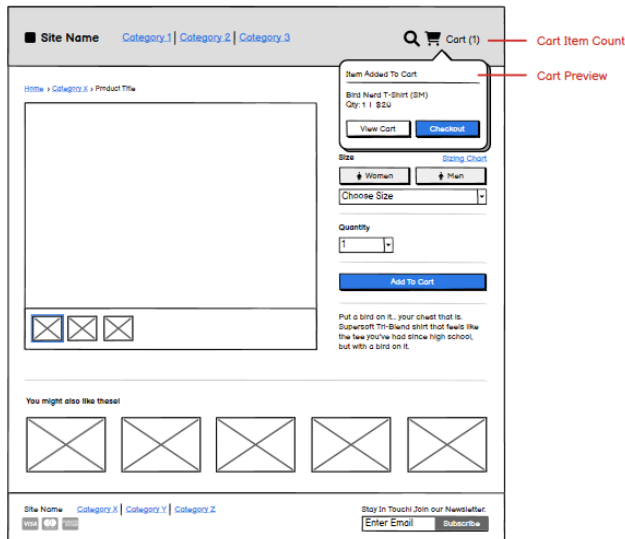 Site Name Category 1 | Category 2 | Category 3 Cart (1) Cart Item Count
Item Added To Cart Cart Preview
Home > Category X > Product Title
Bird Nerd T-Shirt (SM)
Qty: 1 | $20
View Cart Checkout
Size Sizing Chart
Women Men
Choose Size
Quantity
1
Add To Cart
Put a bird on it.. your chest that is.
Supersoft Tri-Blend shirt that feels like
the tee you've had since high school,
but with a bird on it.
You might also like these!
Site Name Category X | Category Y | Category Z Stay In Touch! Join our Newsletter.
VISA Enter Email Subscribe